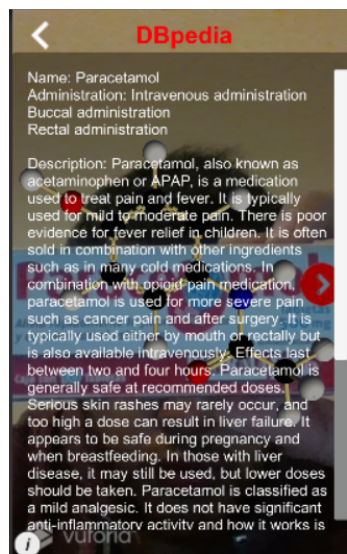 DBpedia
Name: Paracetamol
Administration: Intravenous administration
Buccal administration
Rectal administration
Description: Paracetamol, also known as
acetaminophen or APAP, is a medication
used to treat pain and fever. It is typically
used for mild to moderate pain. There is poor
evidence for fever relief in children. It is often
sold in combination with other ingredients
such as in many cold medications. In
combination with opioid pain medication,
paracetamol is used for more severe pain
such as cancer pain and after surgery. It is
typically used either by mouth or rectally but
is also available intravenously. Effects last
between two and four hours. Paracetamol is
generally safe at recommended doses.
Serious skin rashes may rarely occur, and
too high a dose can result in liver failure. It
appears to be safe during pregnancy and
when breastfeeding. In those with liver
disease, it may still be used, but lower doses
should be taken. Paracetamol is classified as
a mild analgesic. It does not have significant
anti-inflammatory activity and how it works is
i vuforia